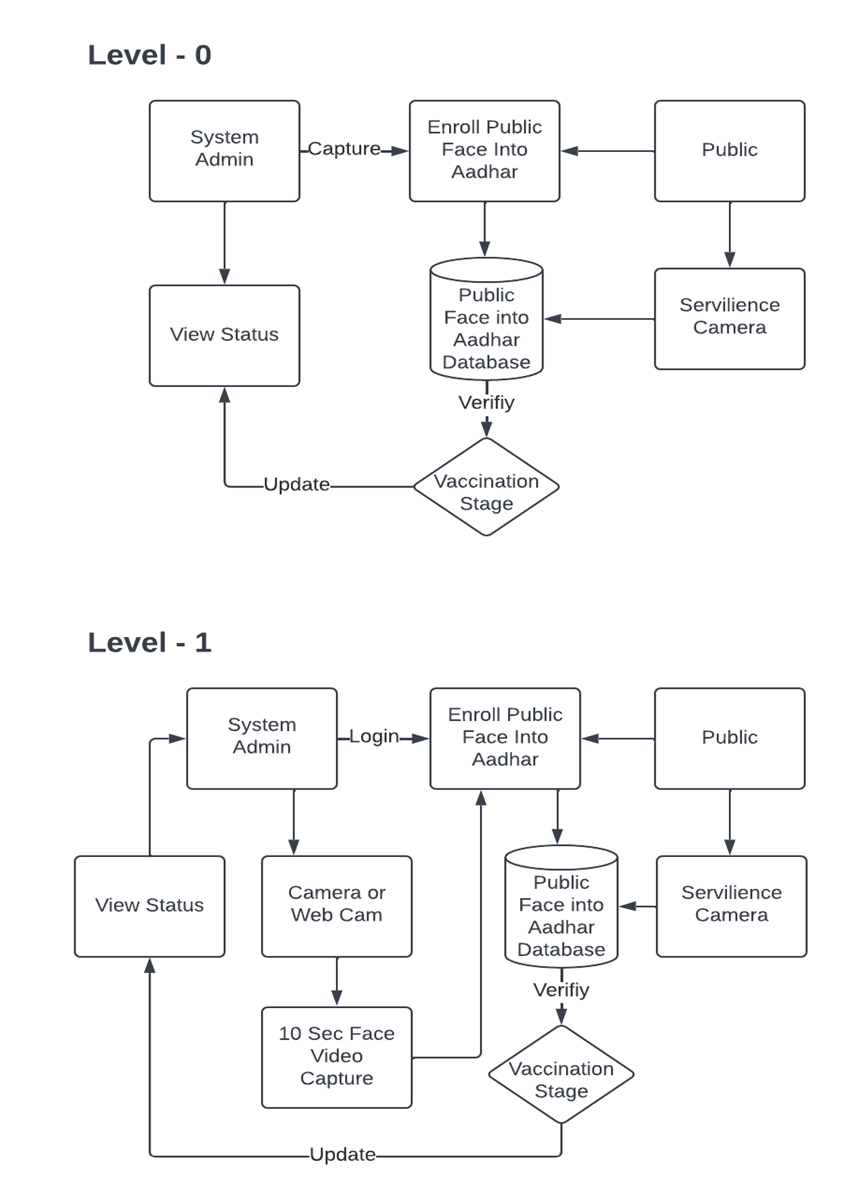 Level - 0
System
Admin
Capture
Enroll Public
Face Into
Aadhar
Public
View Status
Public
Face into
Aadhar
Database
Servilience
Camera
Verifiy
Update
Vaccination
Stage
Level - 1
System
Admin
Login
Enroll Public
Face Into
Aadhar
Public
View Status
Camera or
Web Cam
Public
Face into
Aadhar
Database
Servilience
Camera
Verifiy
10 Sec Face
Video
Capture
Vaccination
Stage
Update